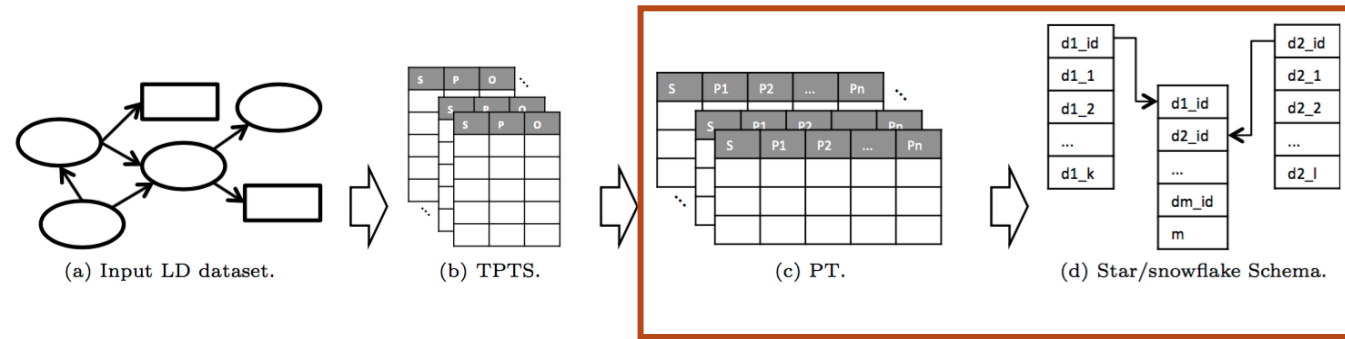 S P O
S P O
S P O
S P1 P2 ... Pn
S P1 P2 Pn
S P1 P2 ... Pn
d1_id
d1_1
d1_2
...
d1_k
d1_id
d2_id
...
dm_id
m
d2_id
d2_1
d2_2
...
d2_l
(a) Input LD dataset.
(b) TPTS.
(c) PT.
(d) Star/snowflake Schema.